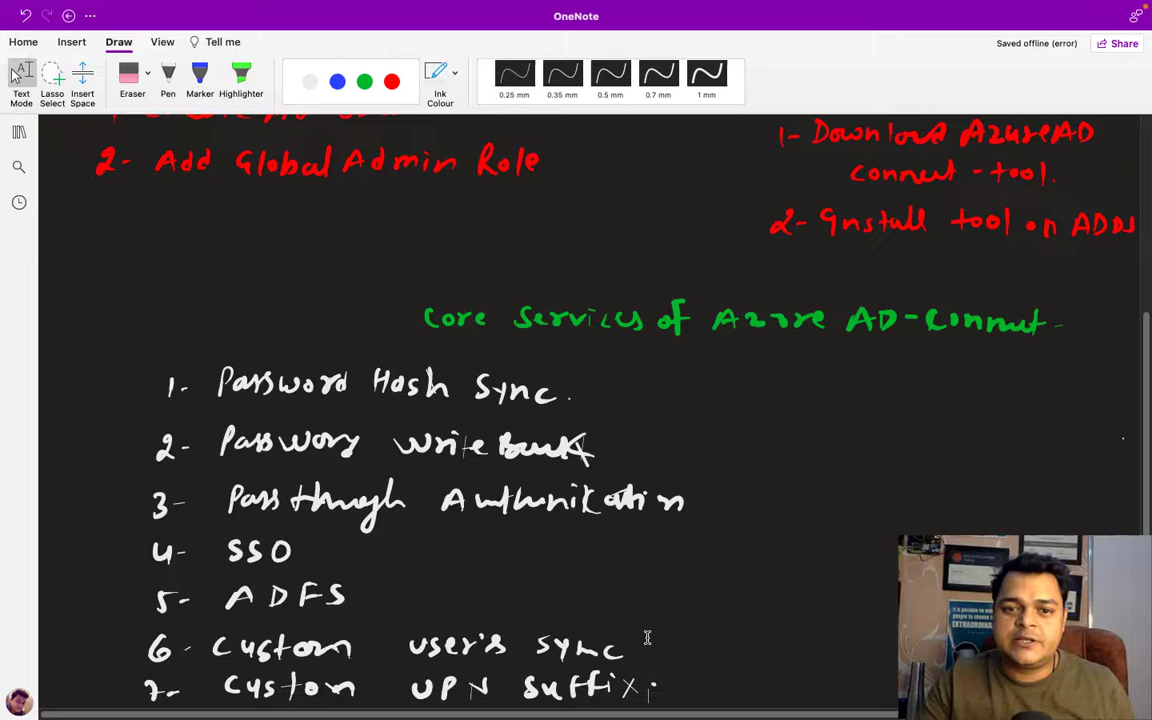 OneNote
Home Insert Draw View Tell me
Saved offline (error) Share
Text Mode
Lasso Select
Insert Space
Eraser
Pen
Marker
Highlighter
Ink Colour
0.25 mm
0.35 mm
0.5 mm
0.7 mm
1 mm
2- Add Global Admin Role
1- Download AzureAD
connect-tool.
2- Install tool on ADDS
Core Services of Azure AD-Connect-
1- Password Hash Sync.
2- Password WriteBack
3- Passthrough Authentication
4- SSO
5- ADFS
6- Custom user's sync
7- Custom UPN suffix.
EXTRAORDINARY